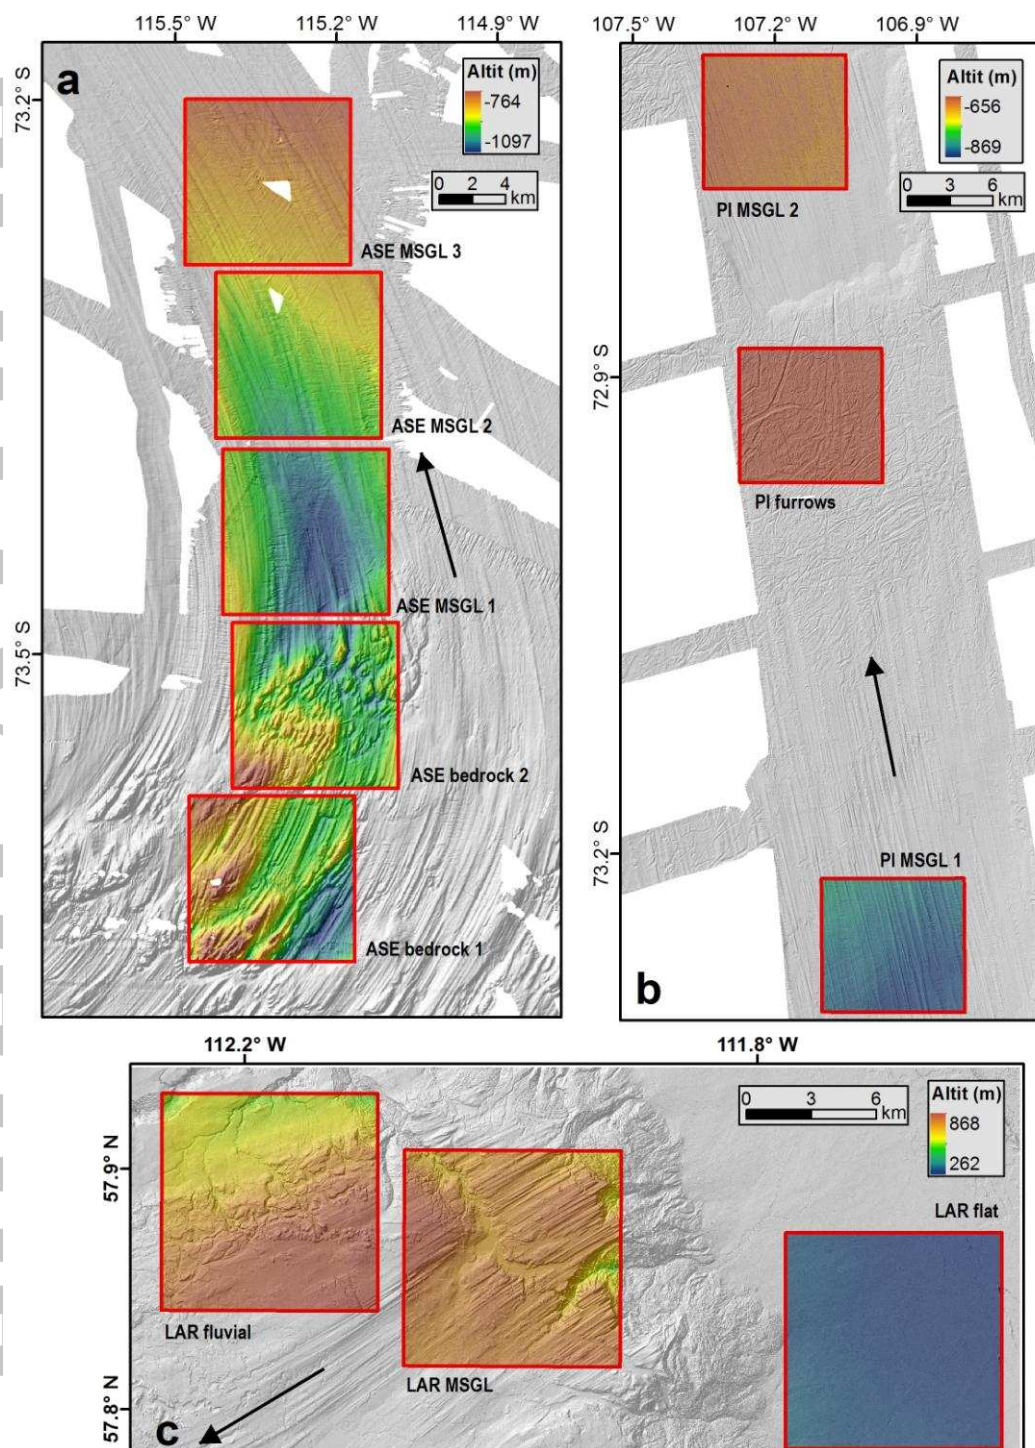 115.5° W 115.2° W 114.9° W
a
Altit (m)
-764
-1097
0 2 4
km
73.2° S
73.5° S
ASE MSGL 3
ASE MSGL 2
ASE MSGL 1
ASE bedrock 2
ASE bedrock 1
107.5° W 107.2° W 106.9° W
Altit (m)
-656
-869
0 3 6
km
PI MSGL 2
72.9° S
PI furrows
73.2° S
PI MSGL 1
b
112.2° W 111.8° W
0 3 6
km
Altit (m)
868
262
57.9° N
57.8° N
LAR flat
LAR fluvial
LAR MSGL
c